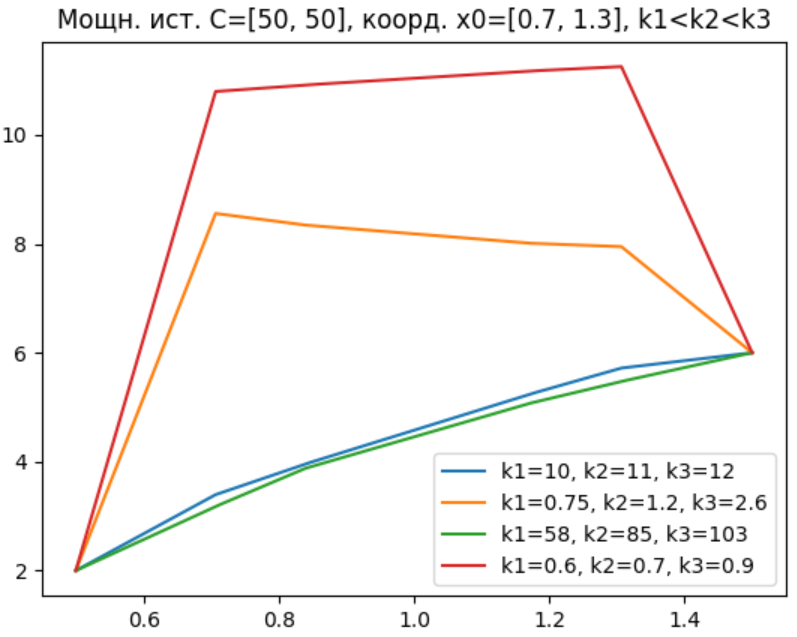 Мощн. ист. C=[50, 50], коорд. x0=[0.7, 1.3], k1<k2<k3
10
8
6
4
2
k1=10, k2=11, k3=12
k1=0.75, k2=1.2, k3=2.6
k1=58, k2=85, k3=103
k1=0.6, k2=0.7, k3=0.9
0.6 0.8 1.0 1.2 1.4